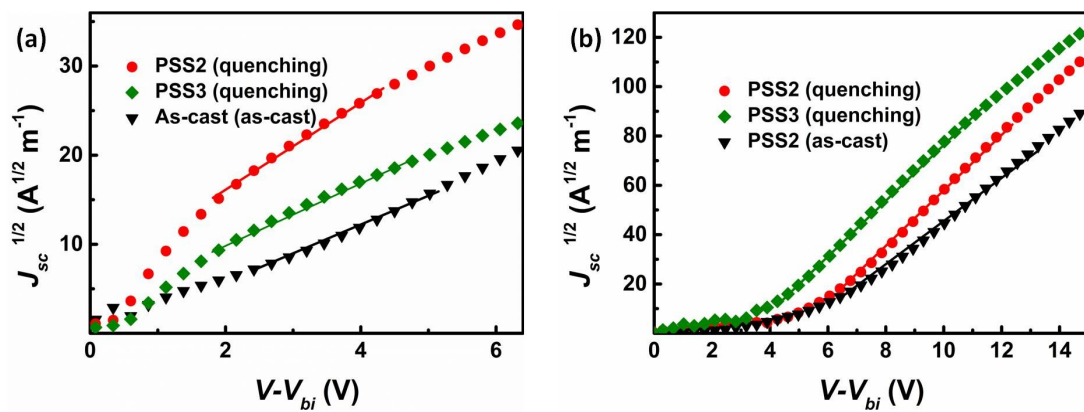 (a)
PSS2 (quenching)
PSS3 (quenching)
As-cast (as-cast)
30
20
10
0 2 4 6
J_sc^1/2 (A^1/2 m^-1)
V-V_bi (V)
(b)
PSS2 (quenching)
PSS3 (quenching)
PSS2 (as-cast)
120
100
80
60
40
20
0 2 4 6 8 10 12 14
J_sc^1/2 (A^1/2 m^-1)
V-V_bi (V)